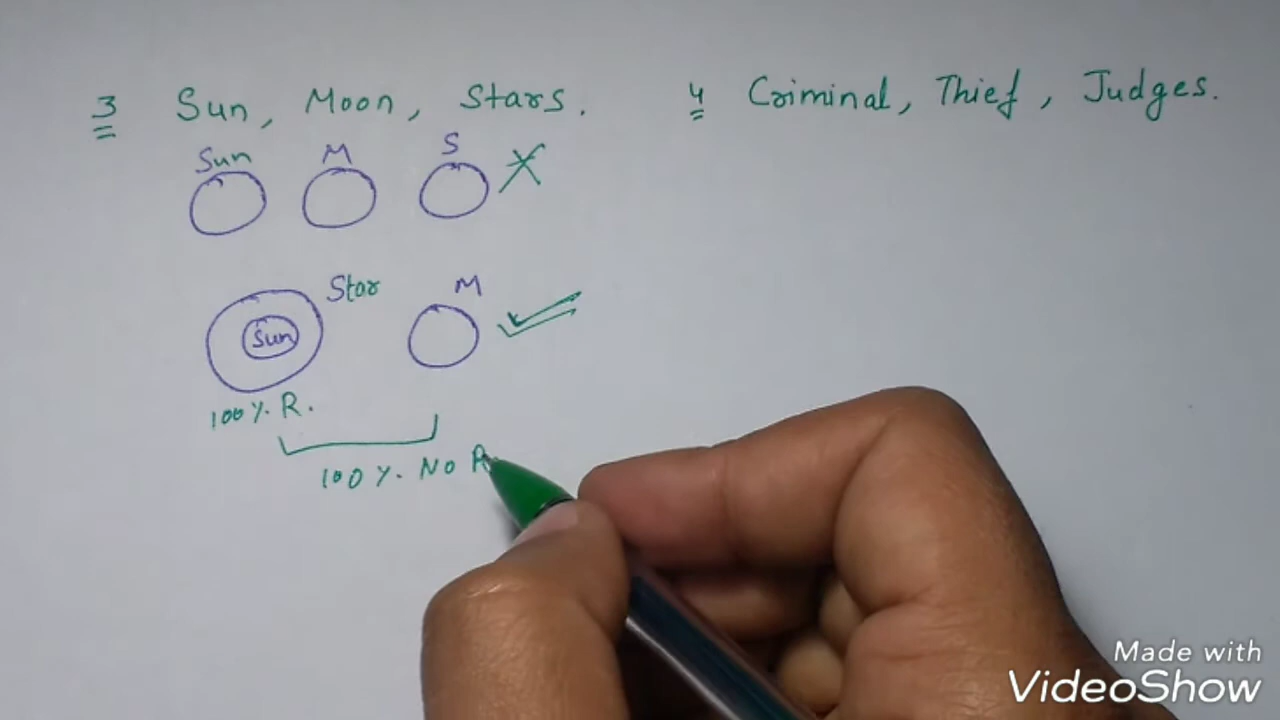 3 Sun, Moon, Stars.
Sun M S
Star M
Sun
100%. R.
100%. No R
4 Criminal, Thief, Judges.
Made with
VideoShow